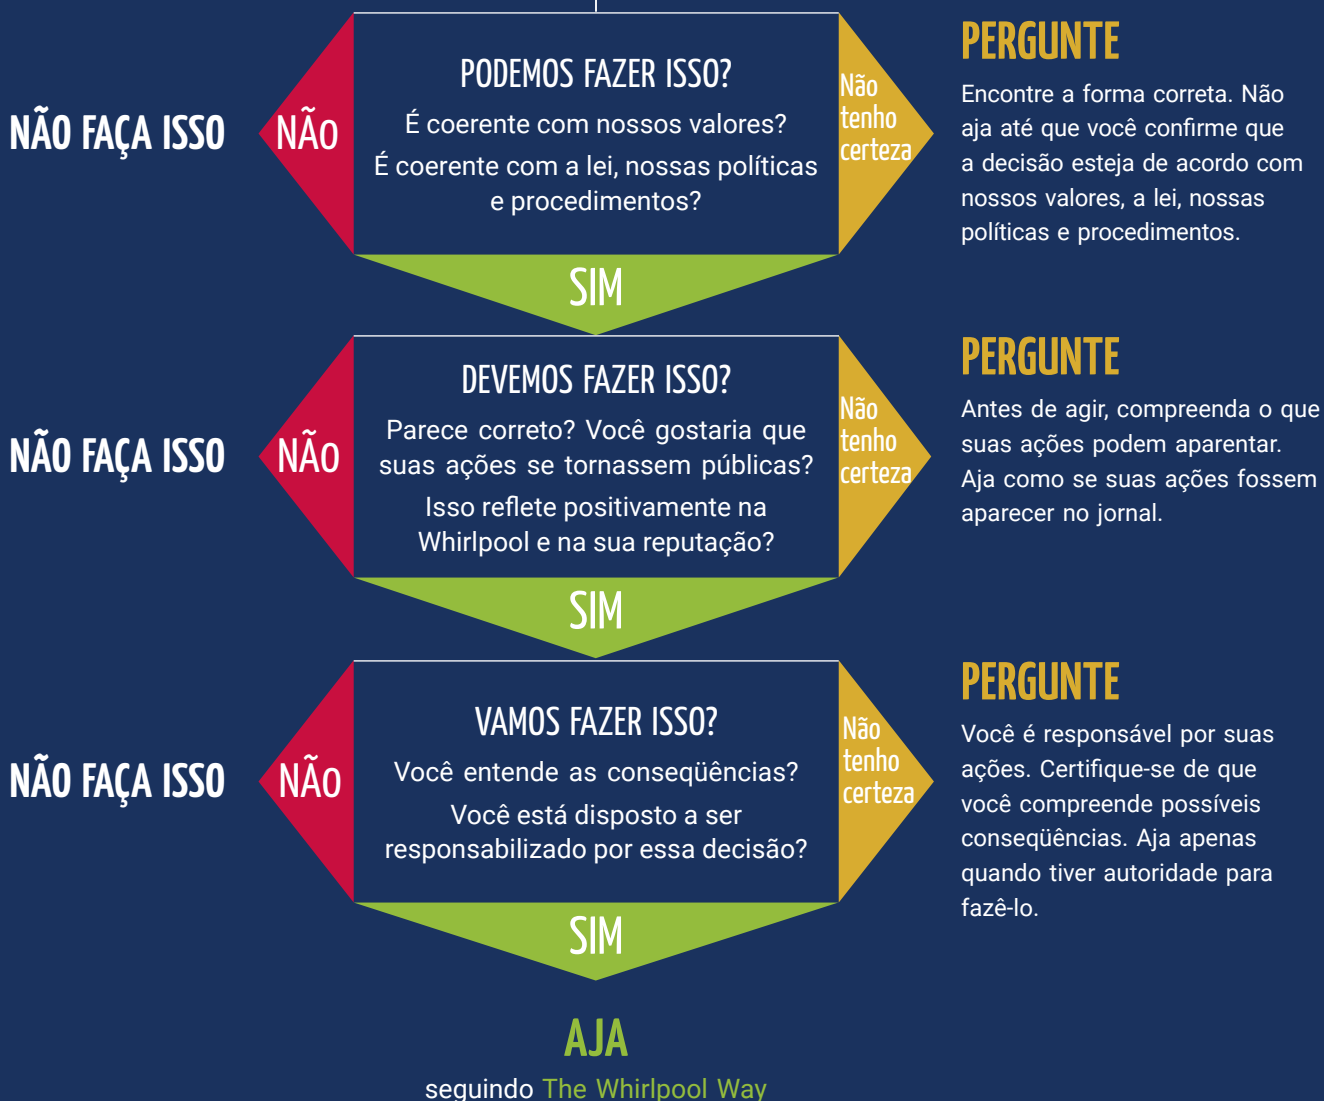 PODEMOS FAZER ISSO?
É coerente com nossos valores?
É coerente com a lei, nossas políticas
e procedimentos?
NÃO FAÇA ISSO
NÃO
Não
tenho
certeza
PERGUNTE
Encontre a forma correta. Não
aja até que você confirme que
a decisão esteja de acordo com
nossos valores, a lei, nossas
políticas e procedimentos.
SIM
DEVEMOS FAZER ISSO?
Parece correto? Você gostaria que
suas ações se tornassem públicas?
Isso reflete positivamente na
Whirlpool e na sua reputação?
NÃO FAÇA ISSO
NÃO
Não
tenho
certeza
PERGUNTE
Antes de agir, compreenda o que
suas ações podem aparentar.
Aja como se suas ações fossem
aparecer no jornal.
SIM
VAMOS FAZER ISSO?
Você entende as conseqüências?
Você está disposto a ser
responsabilizado por essa decisão?
NÃO FAÇA ISSO
NÃO
Não
tenho
certeza
PERGUNTE
Você é responsável por suas
ações. Certifique-se de que
você compreende possíveis
conseqüências. Aja apenas
quando tiver autoridade para
fazê-lo.
SIM
AJA
seguindo The Whirlpool Way